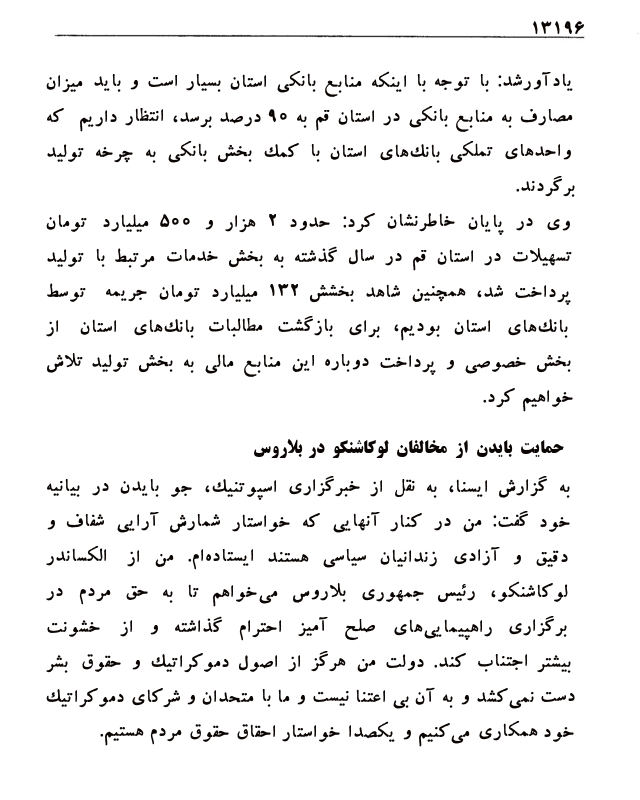 ۱۳۱۹۶
یادآورشد: با توجه با اینکه منابع بانکی استان بسیار است و باید میزان
مصارف به منابع بانکی در استان قم به ۹۰ درصد برسد، انتظار داریم که
واحدهای تملکی بانك‌های استان با کمك بخش بانکی به چرخه تولید
برگردند.
وی در پایان خاطرنشان کرد: حدود ۲ هزار و ۵۰۰ میلیارد تومان
تسهیلات در استان قم در سال گذشته به بخش خدمات مرتبط با تولید
پرداخت شد، همچنین شاهد بخشش ۱۳۲ میلیارد تومان جریمه توسط
بانك‌های استان بودیم، برای بازگشت مطالبات بانك‌های استان از
بخش خصوصی و پرداخت دوباره این منابع مالی به بخش تولید تلاش
خواهیم کرد.
حمایت بایدن از مخالفان لوکاشنکو در بلاروس
به گزارش ایسنا، به نقل از خبرگزاری اسپوتنیك، جو بایدن در بیانیه
خود گفت: من در کنار آنهایی که خواستار شمارش آرایی شفاف و
دقیق و آزادی زندانیان سیاسی هستند ایستاده‌ام. من از الکساندر
لوکاشنکو، رئیس جمهوری بلاروس می‌خواهم تا به حق مردم در
برگزاری راهپیمایی‌های صلح آمیز احترام گذاشته و از خشونت
بیشتر اجتناب کند. دولت من هرگز از اصول دموکراتیك و حقوق بشر
دست نمی‌کشد و به آن بی اعتنا نیست و ما با متحدان و شرکای دموکراتیك
خود همکاری می‌کنیم و یکصدا خواستار احقاق حقوق مردم هستیم.